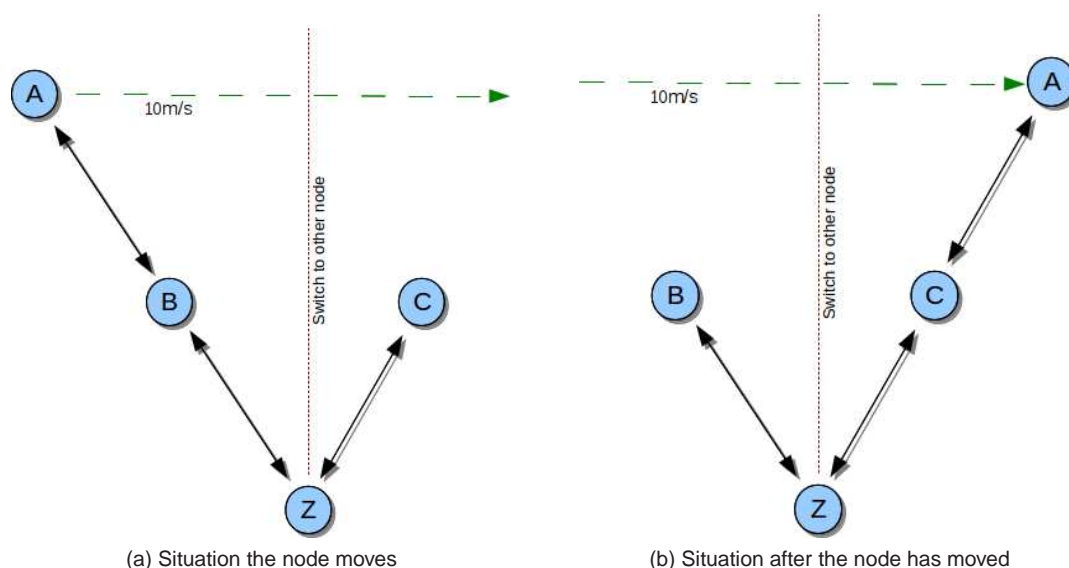 A
10m/s
Switch to other node
B
C
Z
(a) Situation the node moves
A
10m/s
Switch to other node
B
C
Z
(b) Situation after the node has moved